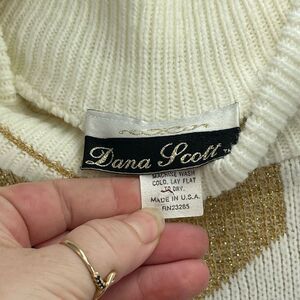 Dana Scott
MACHINE WASH
COLD, LAY FLAT
TO DRY.
MADE IN U.S.A.
RN23285